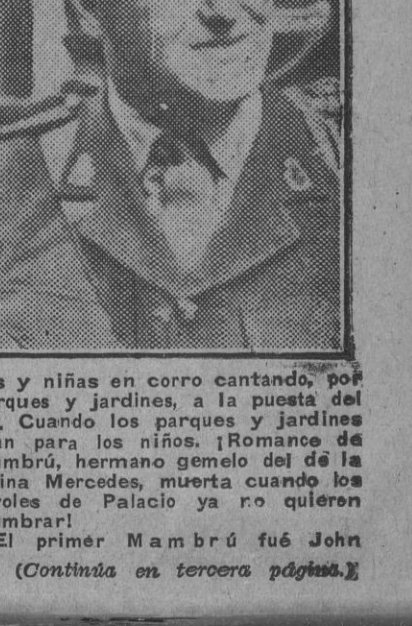 s y niñas en corro cantando, por
rques y jardines, a la puesta del
. Cuando los parques y jardines
an para los niños. ¡Romance de
mbrú, hermano gemelo del de la
ina Mercedes, muerta cuando los
oles de Palacio ya no quieren
mbrar!
El primer Mambrú fué John
(Continúa en tercera página.)